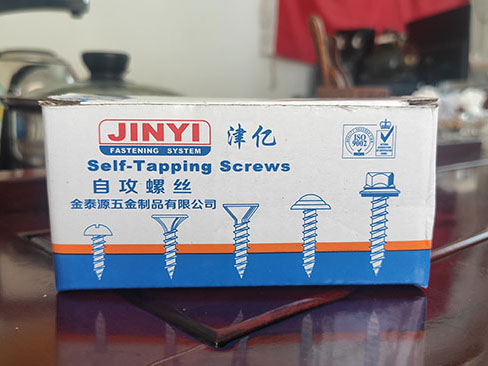 JINYI
FASTENING SYSTEM
津亿
Self-Tapping Screws
自攻螺丝
金泰源五金制品有限公司
ISO
9002